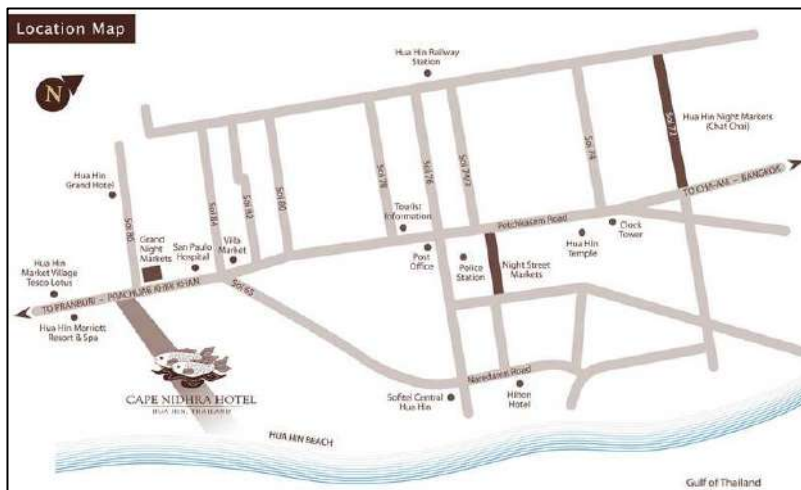 Location Map
N
Hua Hin Railway
Station
Soi 72
Hua Hin Night Markets
(Chat Chai)
Soi 74
Soi 76
Soi 78
Soi 80
Soi 82
Soi 84
Hua Hin
Grand Hotel
TO CHA-AM – BANGKOK
Tourist
Information
Petchkasem Road
Clock
Tower
Hua Hin
Temple
Grand
Night
Markets
San Paulo
Hospital
Villa
Market
Post
Office
Police
Station
Night Street
Markets
Hua Hin
Market Village
Tesco Lotus
TO PRANBURI – PRACHUAB KHIRI KHAN
Soi 65
Hua Hin Marriott
Resort & Spa
CAPE NIDHRA HOTEL
HUA HIN, THAILAND
Naredamri Road
Sofitel Central
Hua Hin
Hilton
Hotel
HUA HIN BEACH
Gulf of Thailand